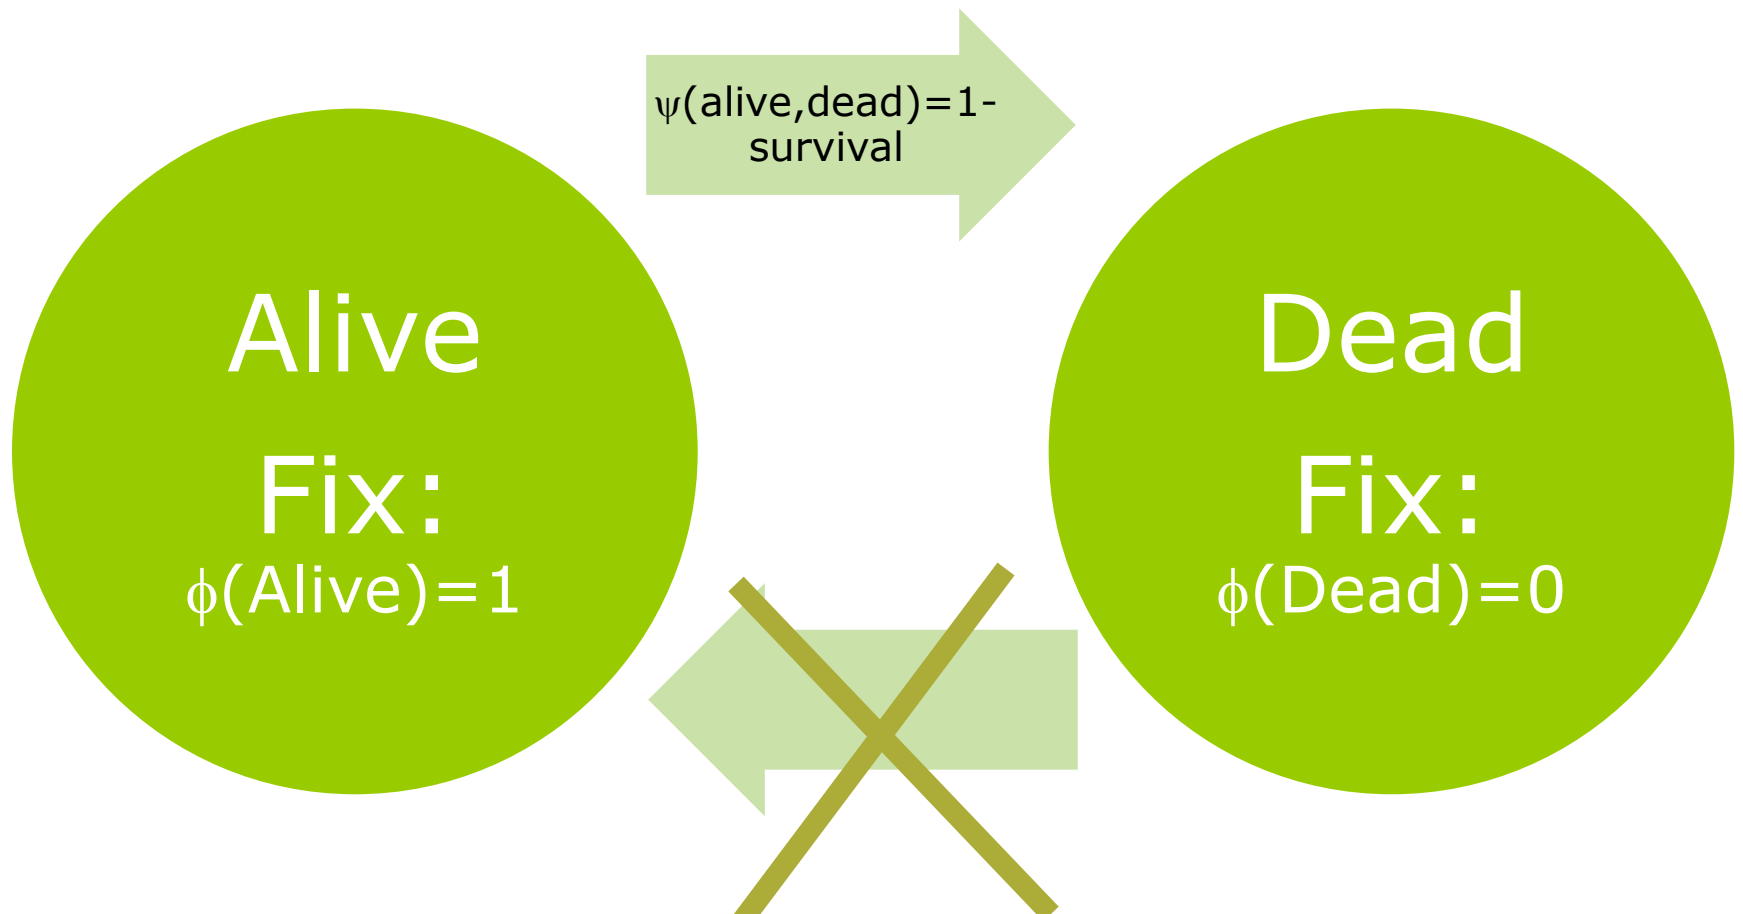 ψ(alive,dead)=1-
survival
Alive
Fix:
ϕ(Alive)=1
Dead
Fix:
ϕ(Dead)=0